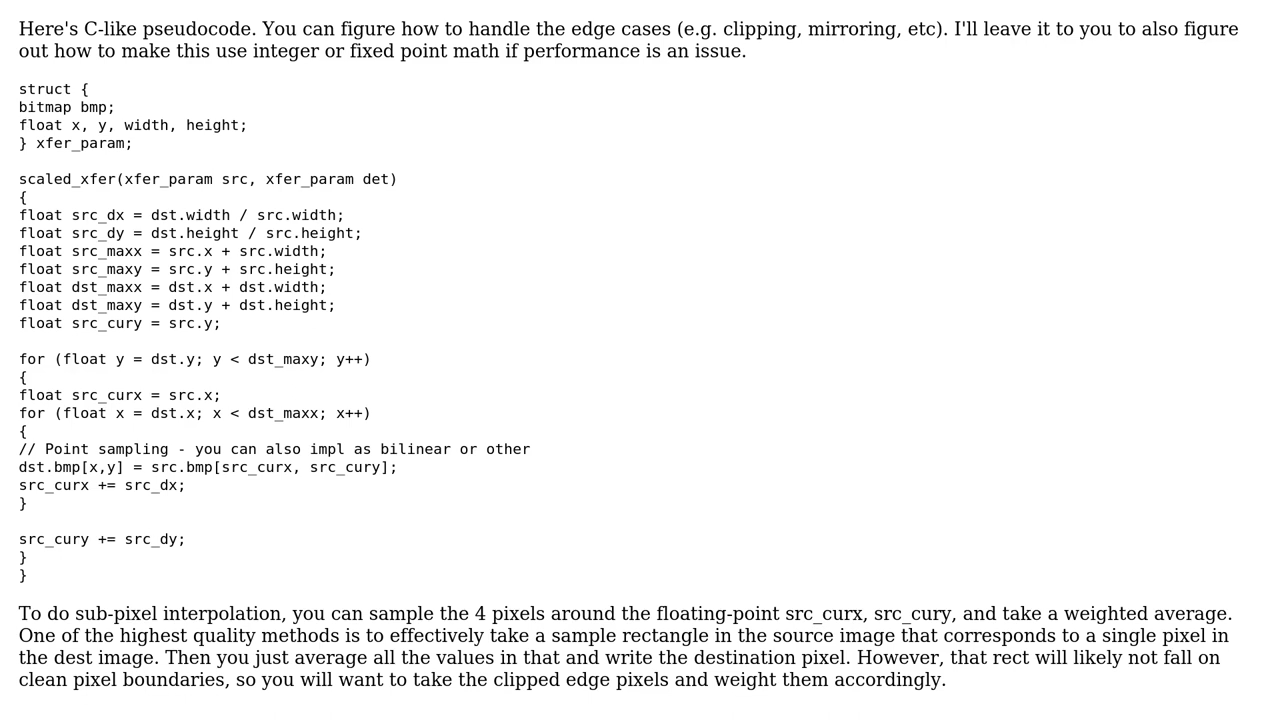 Here's C-like pseudocode. You can figure how to handle the edge cases (e.g. clipping, mirroring, etc). I'll leave it to you to also figure
out how to make this use integer or fixed point math if performance is an issue.
struct {
bitmap bmp;
float x, y, width, height;
} xfer_param;
scaled_xfer(xfer_param src, xfer_param det)
{
float src_dx = dst.width / src.width;
float src_dy = dst.height / src.height;
float src_maxx = src.x + src.width;
float src_maxy = src.y + src.height;
float dst_maxx = dst.x + dst.width;
float dst_maxy = dst.y + dst.height;
float src_cury = src.y;
for (float y = dst.y; y < dst_maxy; y++)
{
float src_curx = src.x;
for (float x = dst.x; x < dst_maxx; x++)
{
// Point sampling - you can also impl as bilinear or other
dst.bmp[x,y] = src.bmp[src_curx, src_cury];
src_curx += src_dx;
}
src_cury += src_dy;
}
}
To do sub-pixel interpolation, you can sample the 4 pixels around the floating-point src_curx, src_cury, and take a weighted average.
One of the highest quality methods is to effectively take a sample rectangle in the source image that corresponds to a single pixel in
the dest image. Then you just average all the values in that and write the destination pixel. However, that rect will likely not fall on
clean pixel boundaries, so you will want to take the clipped edge pixels and weight them accordingly.